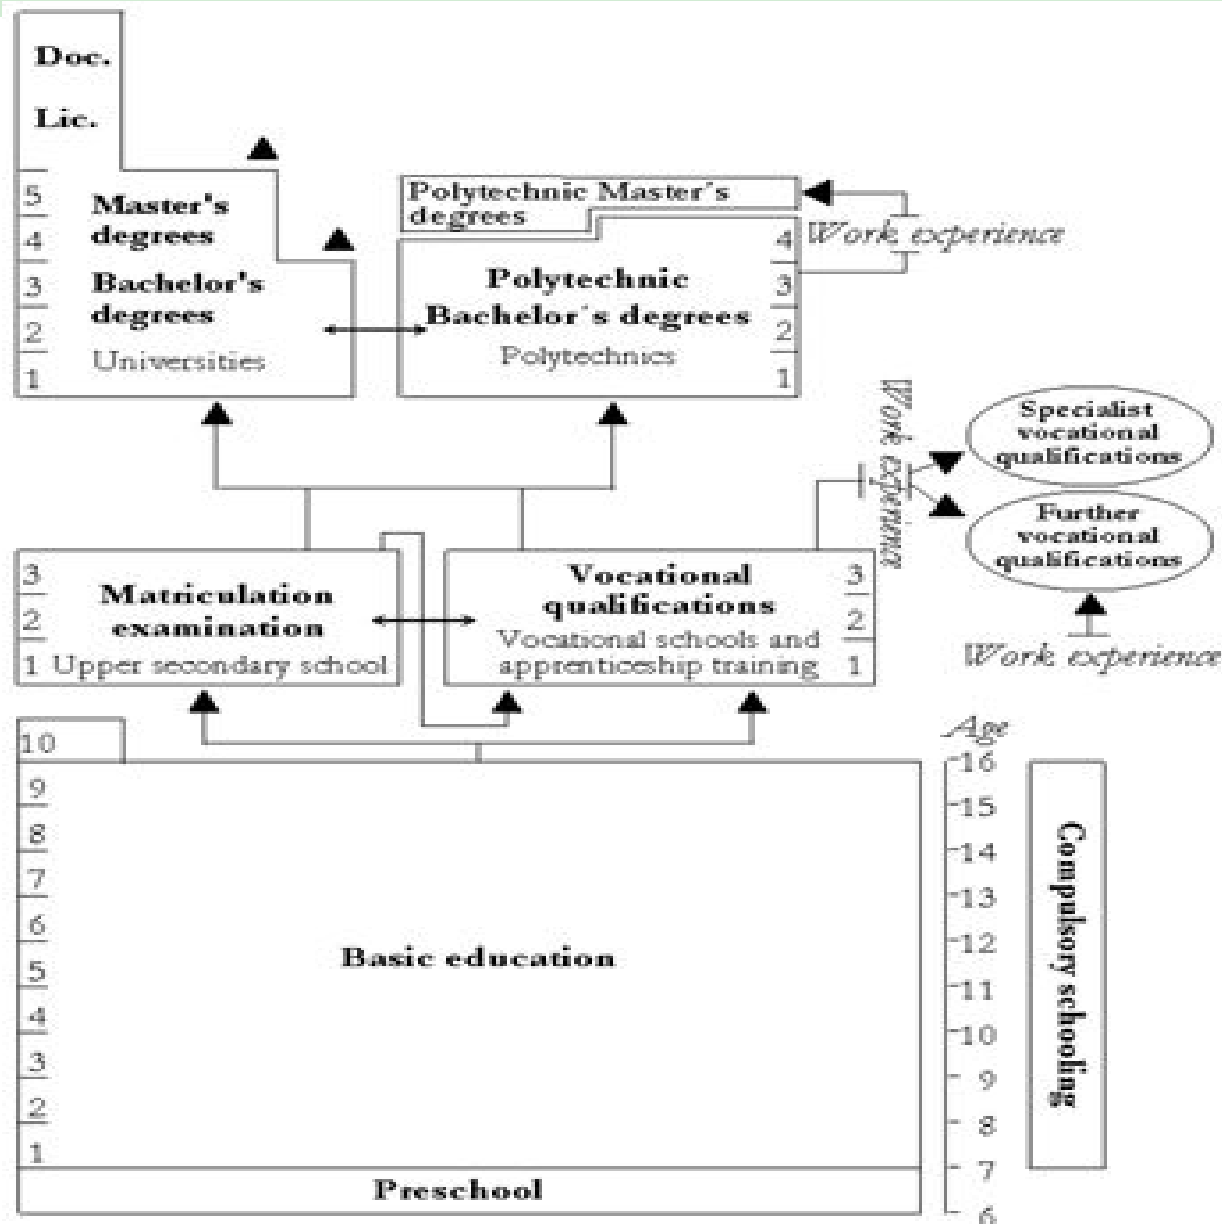 Doc.
Lic.
5
4
3
2
1
Master's
degrees
Bachelor's
degrees
Universities
Polytechnic Master´s
degrees
Work experience
4
3
2
1
Polytechnic
Bachelor´s degrees
Polytechnics
Work experience
Specialist
vocational
qualifications
Further
vocational
qualifications
Work experience
3
2
1
Matriculation
examination
Upper secondary school
Vocational
qualifications
Vocational schools and
apprenticeship training
3
2
1
10
9
8
7
6
5
4
3
2
1
Basic education
Preschool
Age
16
15
14
13
12
11
10
9
8
7
6
Compulsory schooling